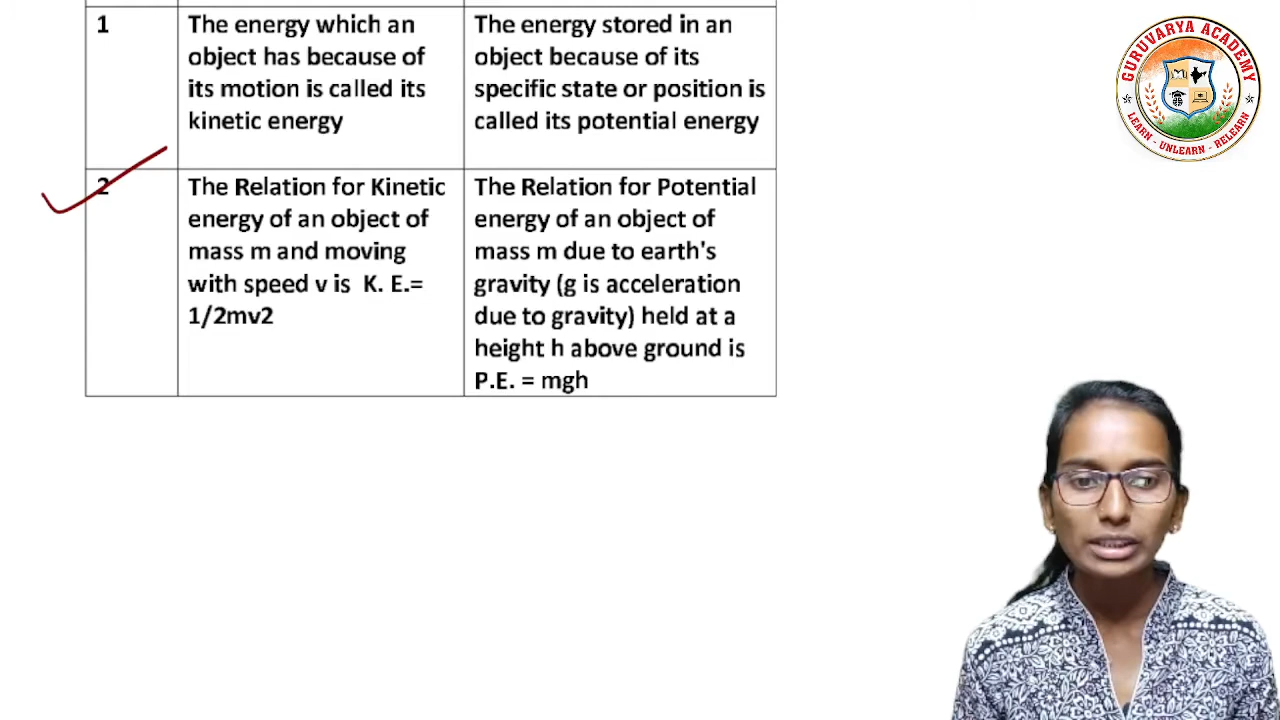 1
The energy which an
object has because of
its motion is called its
kinetic energy
The energy stored in an
object because of its
specific state or position is
called its potential energy
2
The Relation for Kinetic
energy of an object of
mass m and moving
with speed v is  K. E.=
1/2mv2
The Relation for Potential
energy of an object of
mass m due to earth's
gravity (g is acceleration
due to gravity) held at a
height h above ground is
P.E. = mgh
GURUVARYA ACADEMY
LEARN - UNLEARN - RELEARN